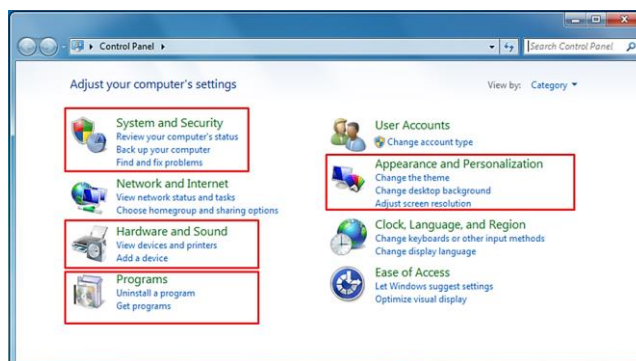 Control Panel
Search Control Panel
Adjust your computer's settings
View by: Category
System and Security
Review your computer's status
Back up your computer
Find and fix problems
Network and Internet
View network status and tasks
Choose homegroup and sharing options
Hardware and Sound
View devices and printers
Add a device
Programs
Uninstall a program
Get programs
User Accounts
Change account type
Appearance and Personalization
Change the theme
Change desktop background
Adjust screen resolution
Clock, Language, and Region
Change keyboards or other input methods
Change display language
Ease of Access
Let Windows suggest settings
Optimize visual display